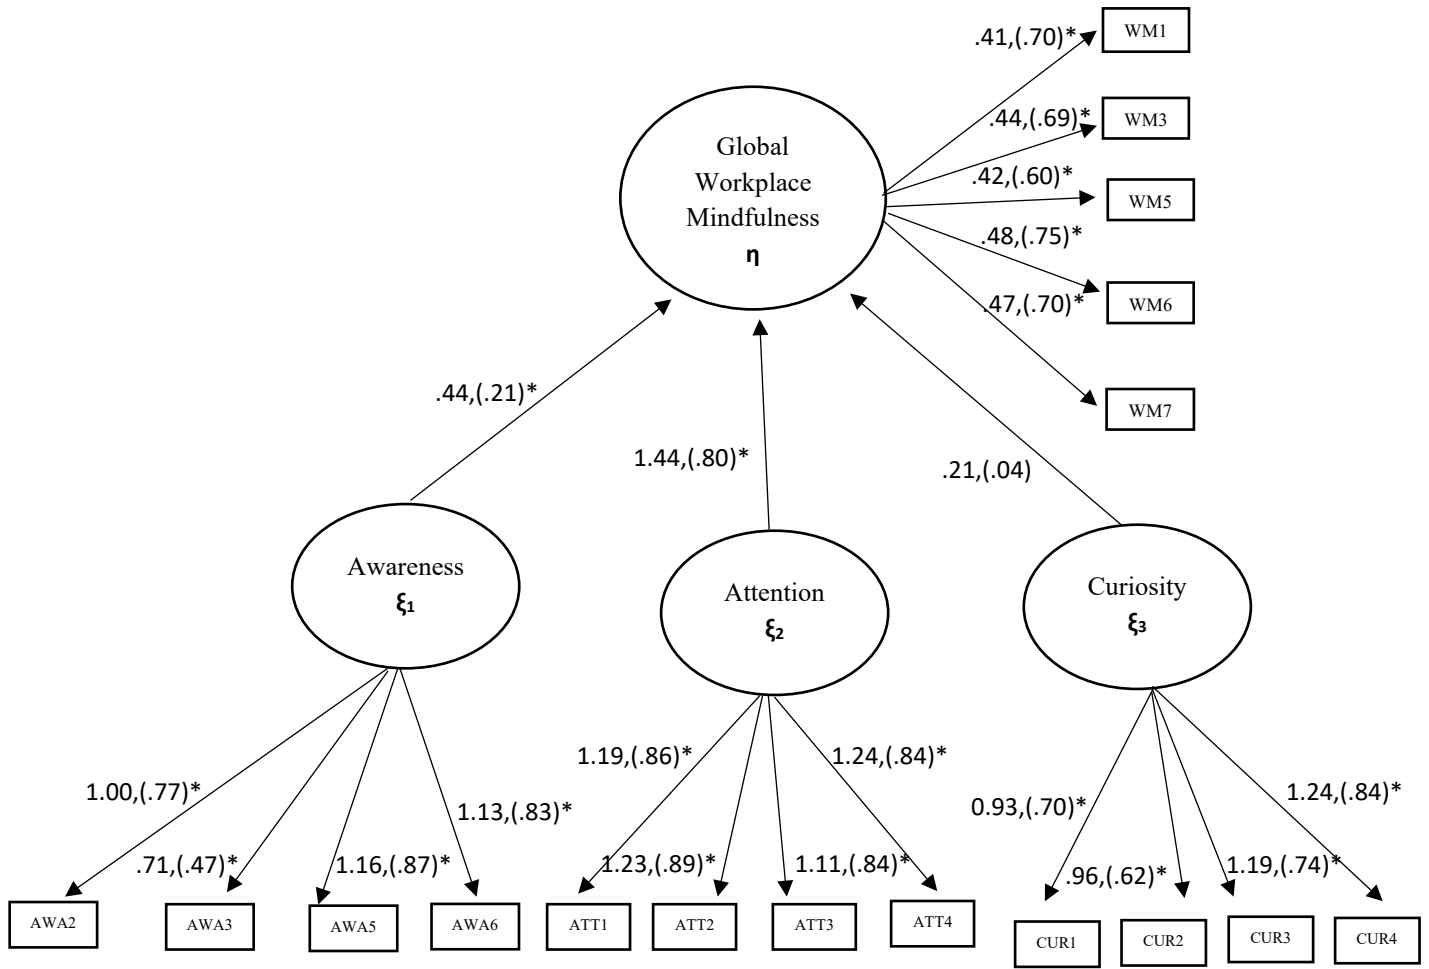 WM1
.41,(.70)*
WM3
.44,(.69)*
Global
Workplace
Mindfulness
η
.42,(.60)*
WM5
.48,(.75)*
WM6
.47,(.70)*
WM7
.44,(.21)*
1.44,(.80)*
.21,(.04)
Awareness
ξ₁
Attention
ξ₂
Curiosity
ξ₃
1.00,(.77)*
.71,(.47)*
1.16,(.87)*
1.13,(.83)*
1.19,(.86)*
1.23,(.89)*
1.11,(.84)*
1.24,(.84)*
0.93,(.70)*
.96,(.62)*
1.19,(.74)*
1.24,(.84)*
AWA2
AWA3
AWA5
AWA6
ATT1
ATT2
ATT3
ATT4
CUR1
CUR2
CUR3
CUR4